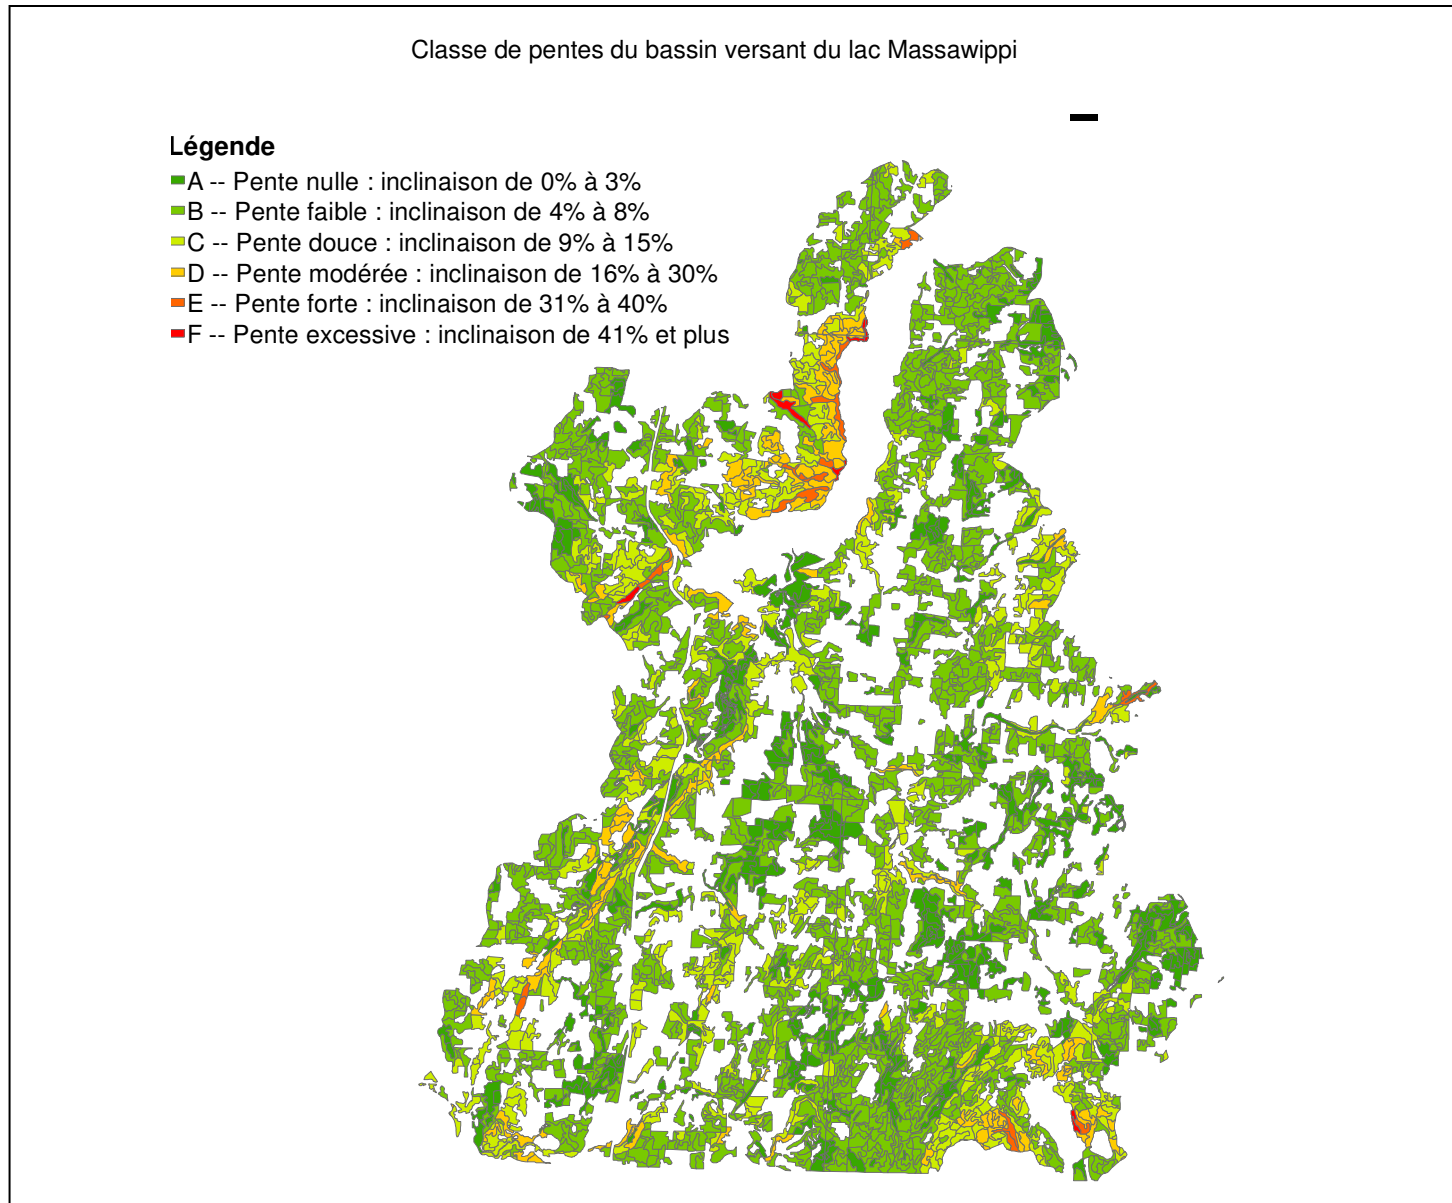 Classe de pentes du bassin versant du lac Massawippi
Légende
A -- Pente nulle : inclinaison de 0% à 3%
B -- Pente faible : inclinaison de 4% à 8%
C -- Pente douce : inclinaison de 9% à 15%
D -- Pente modérée : inclinaison de 16% à 30%
E -- Pente forte : inclinaison de 31% à 40%
F -- Pente excessive : inclinaison de 41% et plus